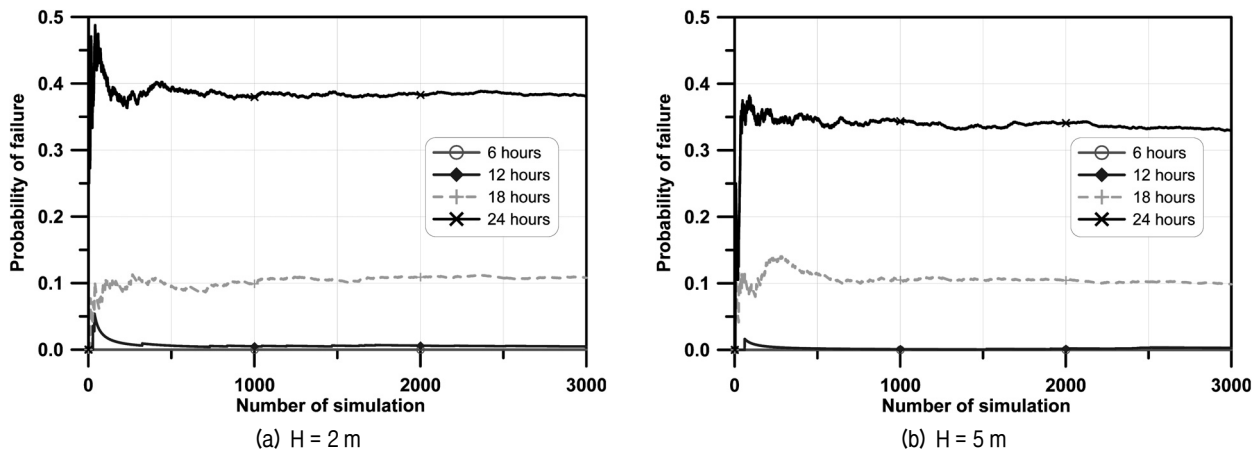 0.5
0.4
0.3
0.2
0.1
0.0
Probability of failure
6 hours
12 hours
18 hours
24 hours
0 1000 2000 3000
Number of simulation
(a) H = 2 m
0.5
0.4
0.3
0.2
0.1
0.0
Probability of failure
6 hours
12 hours
18 hours
24 hours
0 1000 2000 3000
Number of simulation
(b) H = 5 m